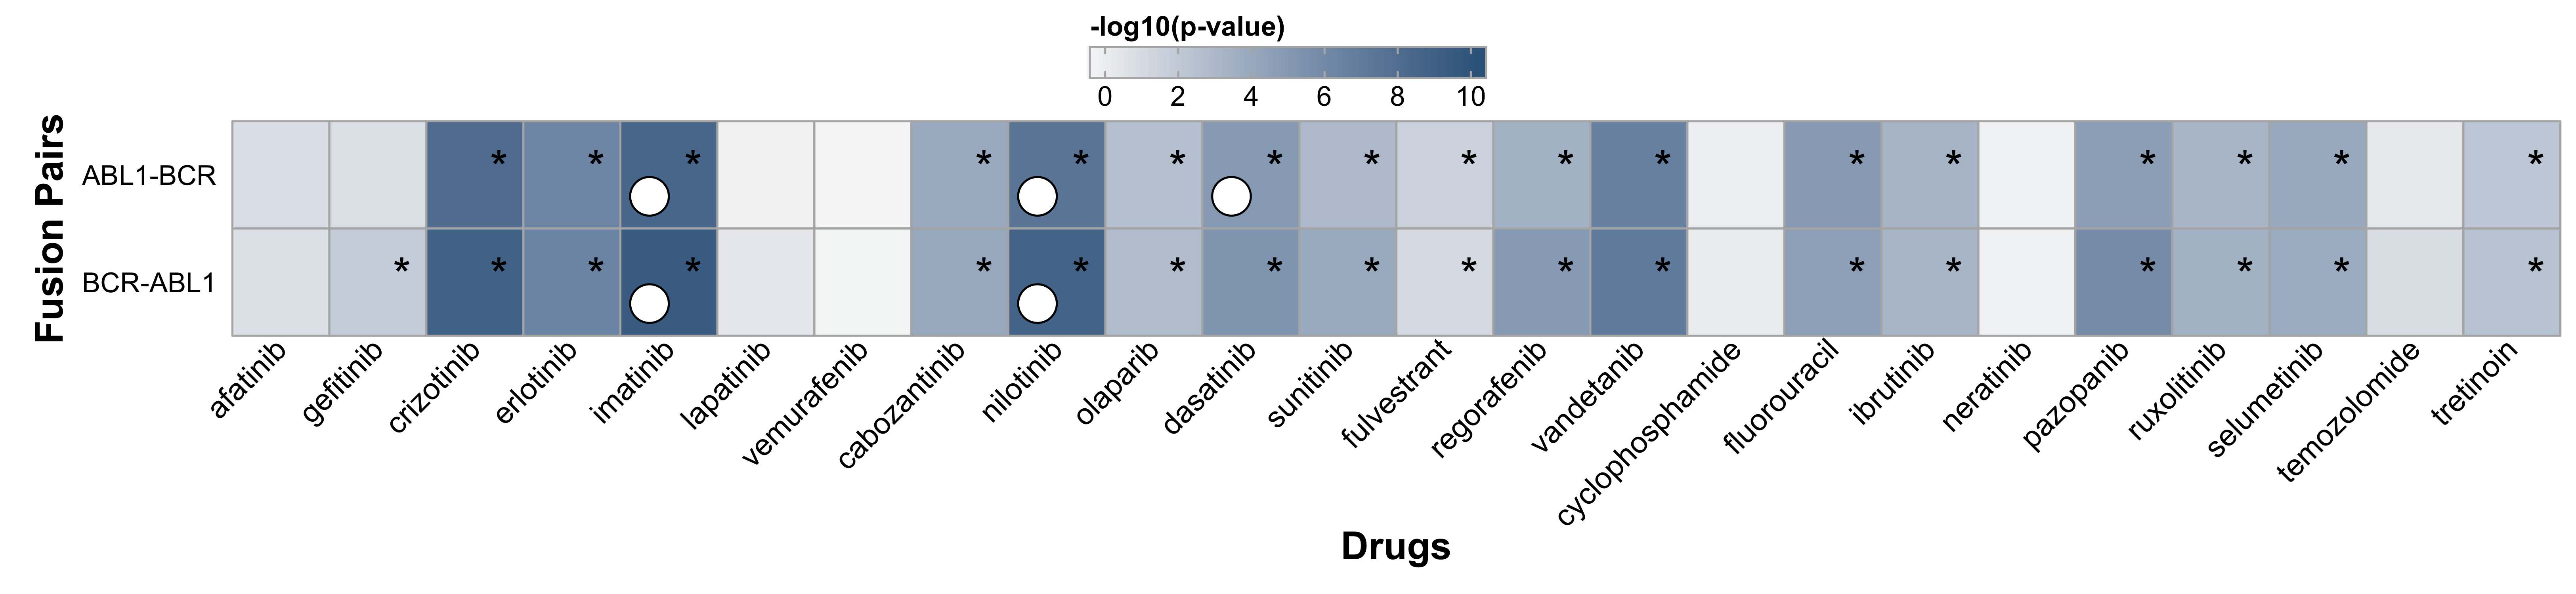 -log10(p-value)
0 2 4 6 8 10
Fusion Pairs
ABL1-BCR * * * * * * * * * * * * * * * * *
BCR-ABL1 * * * * * * * * * * * * * * * * * *
afatinib gefitinib crizotinib erlotinib imatinib lapatinib vemurafenib cabozantinib nilotinib olaparib dasatinib sunitinib fulvestrant regorafenib vandetanib cyclophosphamide fluorouracil ibrutinib neratinib pazopanib ruxolitinib selumetinib temozolomide tretinoin
Drugs